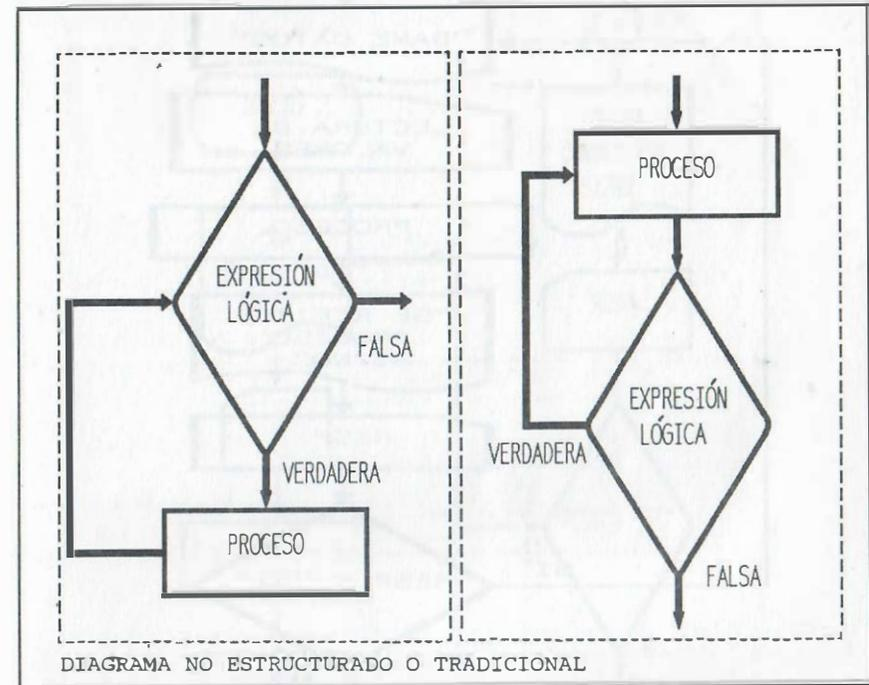 EXPRESIÓN
LÓGICA
FALSA
VERDADERA
PROCESO
PROCESO
EXPRESIÓN
LÓGICA
VERDADERA
FALSA
DIAGRAMA NO ESTRUCTURADO O TRADICIONAL